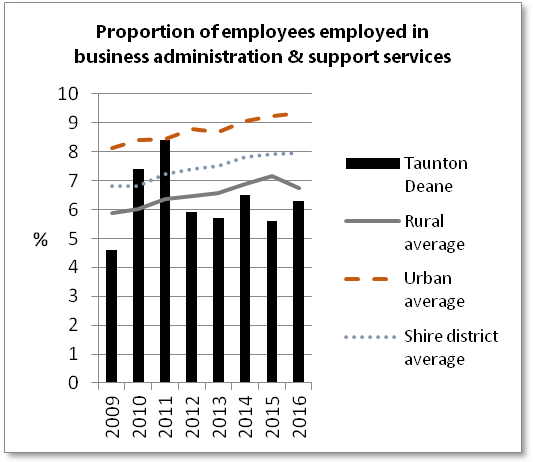 Proportion of employees employed in
business administration & support services
10
9
8
7
6
5
4
3
2
1
0
%
2009
2010
2011
2012
2013
2014
2015
2016
Taunton
Deane
Rural
average
Urban
average
Shire district
average